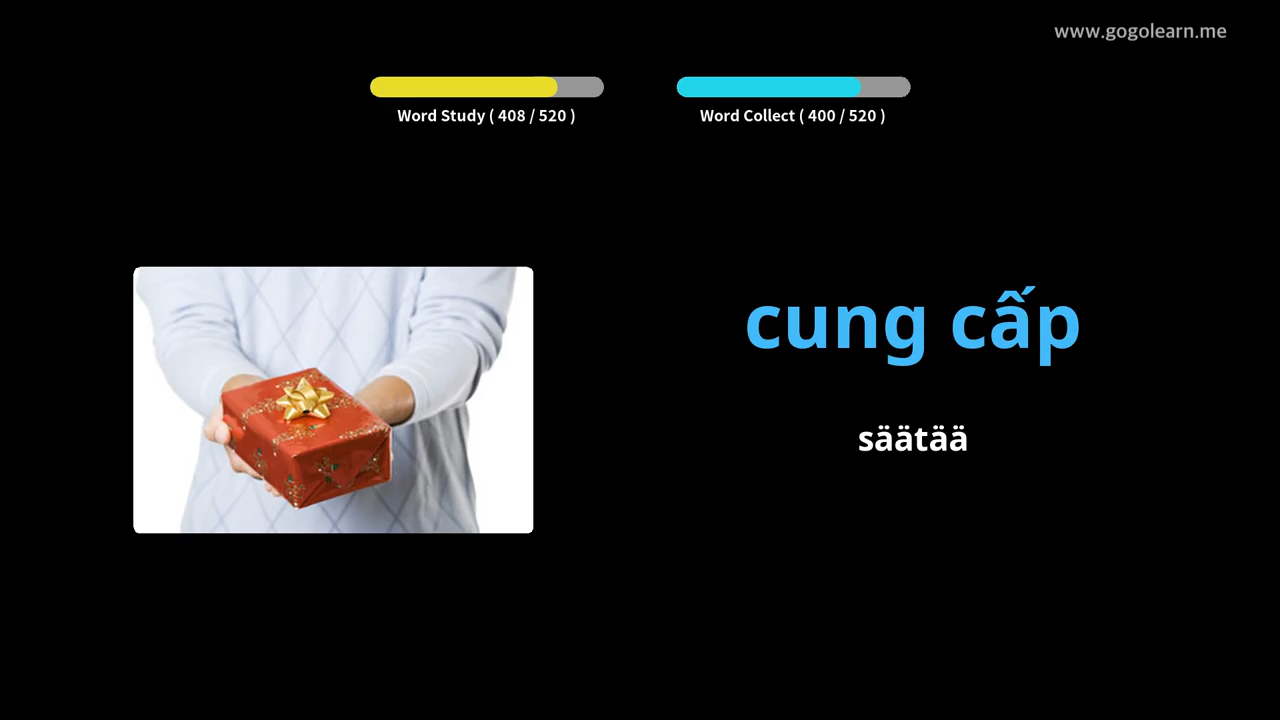 www.gogolearn.me
Word Study ( 408 / 520 )
Word Collect ( 400 / 520 )
cung cấp
säätää